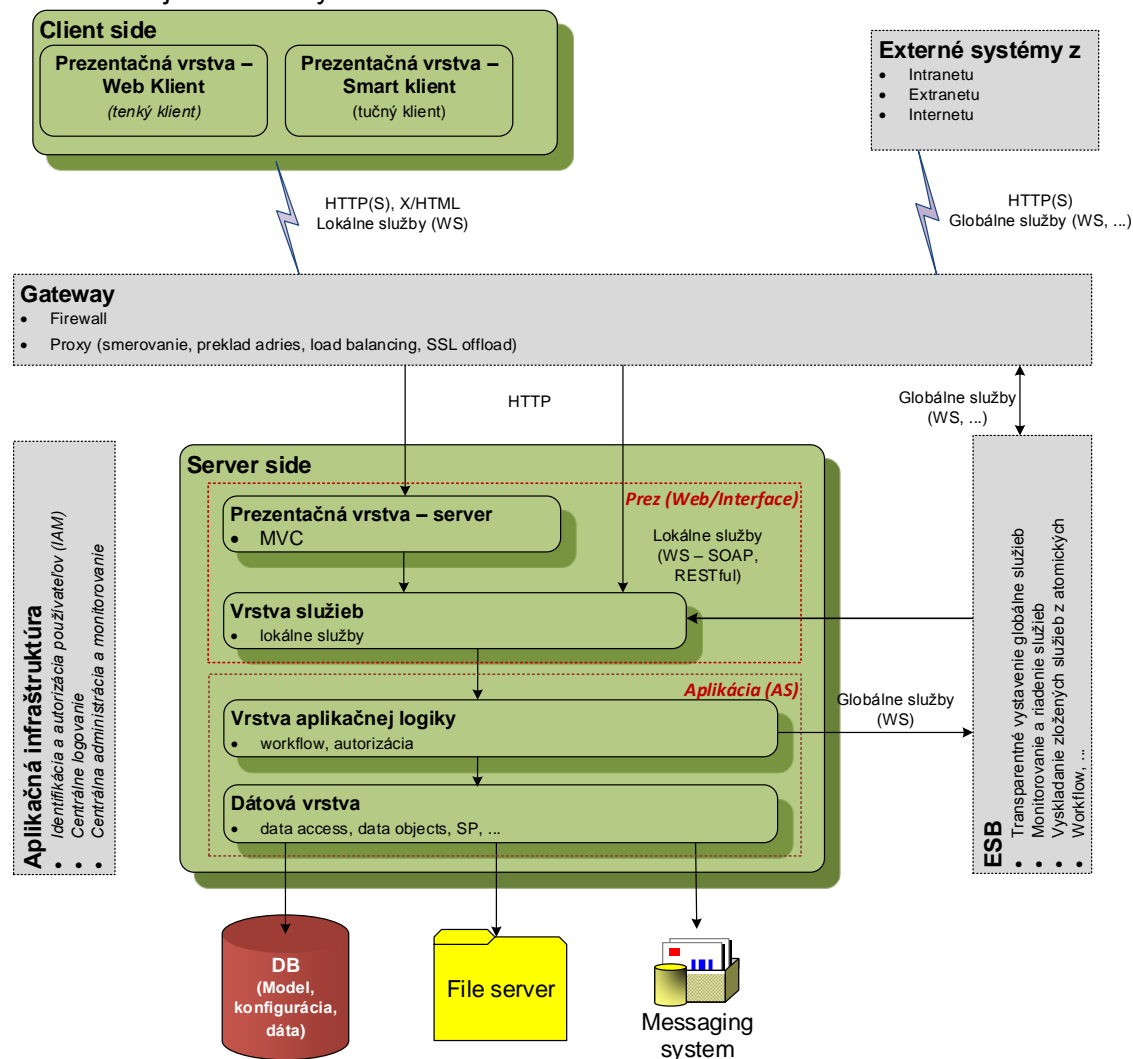 Client side
Prezentačná vrstva –
Web Klient
(tenký klient)
Prezentačná vrstva –
Smart klient
(tučný klient)
Externé systémy z
• Intranetu
• Extranetu
• Internetu
HTTP(S), X/HTML
Lokálne služby (WS)
HTTP(S)
Globálne služby (WS, ...)
Gateway
• Firewall
• Proxy (smerovanie, preklad adries, load balancing, SSL offload)
HTTP
Globálne služby
(WS, ...)
Aplikačná infraštruktúra
• Identifikácia a autorizácia používateľov (IAM)
• Centrálne logovanie
• Centrálna administrácia a monitorovanie
Server side
Prez (Web/Interface)
Prezentačná vrstva – server
• MVC
Lokálne služby
(WS – SOAP,
RESTful)
Vrstva služieb
• lokálne služby
Aplikácia (AS)
Vrstva aplikačnej logiky
• workflow, autorizácia
Globálne služby
(WS)
Dátová vrstva
• data access, data objects, SP, ...
ESB
• Transparentné vystavenie globálne služieb
• Monitorovanie a riadenie služieb
• Vyskladanie zložených služieb z atomických
• Workflow, ...
DB
(Model,
konfigurácia,
dáta)
File server
Messaging
system